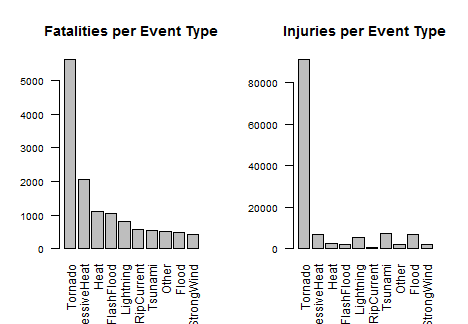 Fatalities per Event Type
5000
4000
3000
2000
1000
0
Tornado
essiveHeat
Heat
FlashFlood
Lightning
RipCurrent
Tsunami
Other
Flood
StrongWind
Injuries per Event Type
80000
60000
40000
20000
0
Tornado
essiveHeat
Heat
FlashFlood
Lightning
RipCurrent
Tsunami
Other
Flood
StrongWind